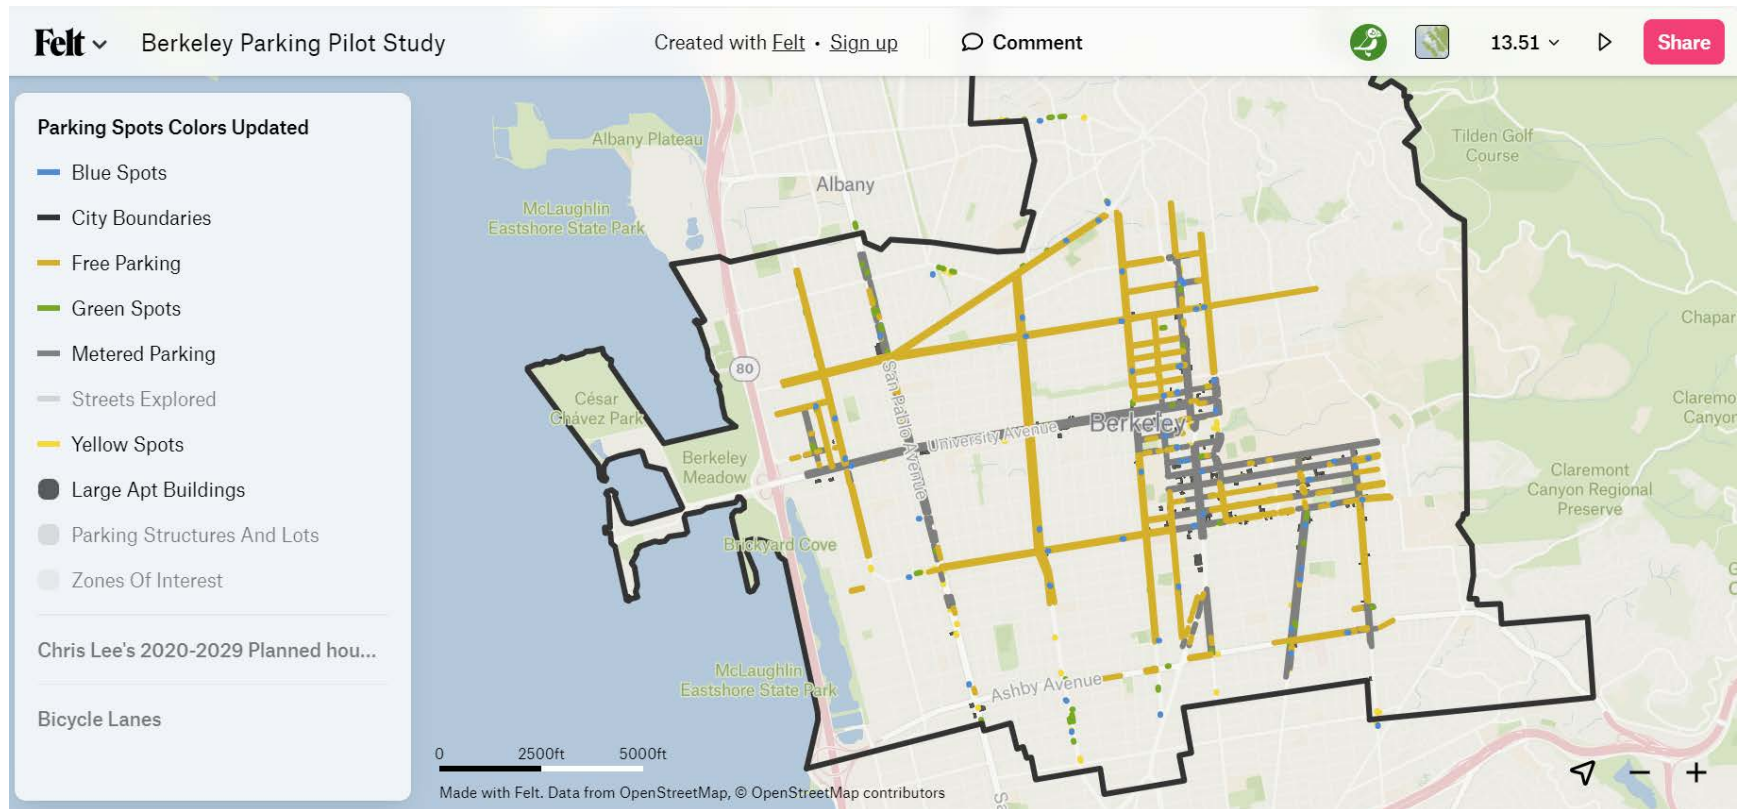 Felt
Berkeley Parking Pilot Study
Created with Felt • Sign up
Comment
13.51
Share
Parking Spots Colors Updated
Blue Spots
City Boundaries
Free Parking
Green Spots
Metered Parking
Streets Explored
Yellow Spots
Large Apt Buildings
Parking Structures And Lots
Zones Of Interest
Chris Lee's 2020-2029 Planned hou...
Bicycle Lanes
Albany Plateau
Tilden Golf
Course
Albany
McLaughlin
Eastshore State Park
Chapar
80
César
Chávez Park
San Pablo Avenue
Claremo
Canyon
Berkeley
University Avenue
Berkeley
Meadow
Claremont
Canyon Regional
Preserve
Brickyard Cove
McLaughlin
Eastshore State Park
Ashby Avenue
0 2500ft 5000ft
Made with Felt. Data from OpenStreetMap, © OpenStreetMap contributors